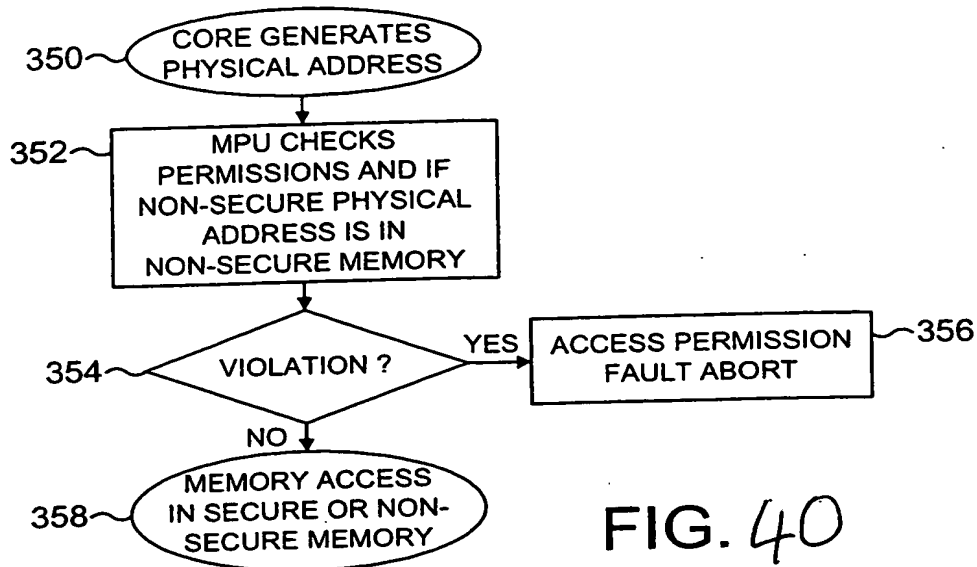 350
CORE GENERATES
PHYSICAL ADDRESS
352
MPU CHECKS
PERMISSIONS AND IF
NON-SECURE PHYSICAL
ADDRESS IS IN
NON-SECURE MEMORY
354
VIOLATION ?
YES
ACCESS PERMISSION
FAULT ABORT
356
NO
358
MEMORY ACCESS
IN SECURE OR NON-
SECURE MEMORY
FIG. 40